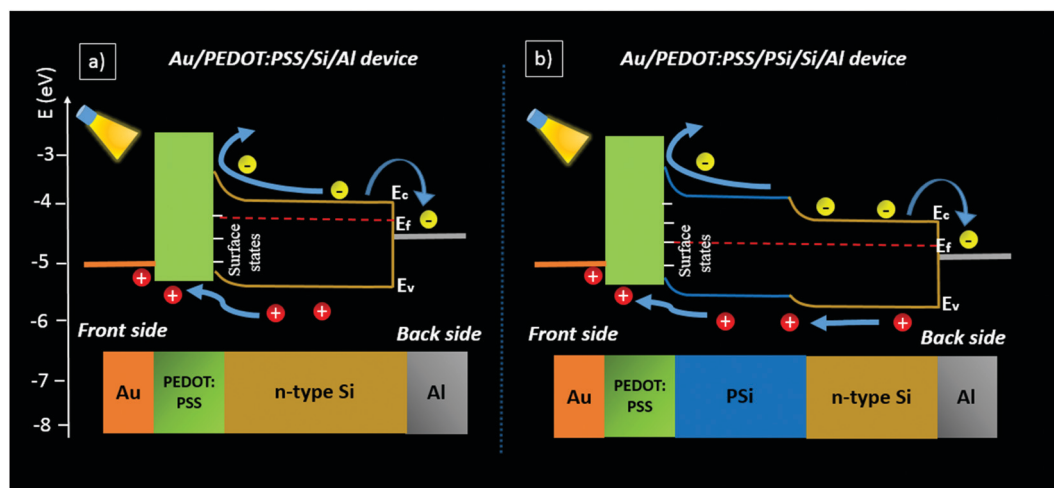 a)
Au/PEDOT:PSS/Si/Al device
E (eV)
-3
-4
-5
-6
-7
-8
-
-
-
Ec
Ef
Ev
Surface
states
+
+
+
+
Front side
Back side
Au
PEDOT:
PSS
n-type Si
Al
b)
Au/PEDOT:PSS/PSi/Si/Al device
-
-
-
-
Ec
Ef
Ev
Surface
states
+
+
+
+
+
Front side
Back side
Au
PEDOT:
PSS
PSi
n-type Si
Al